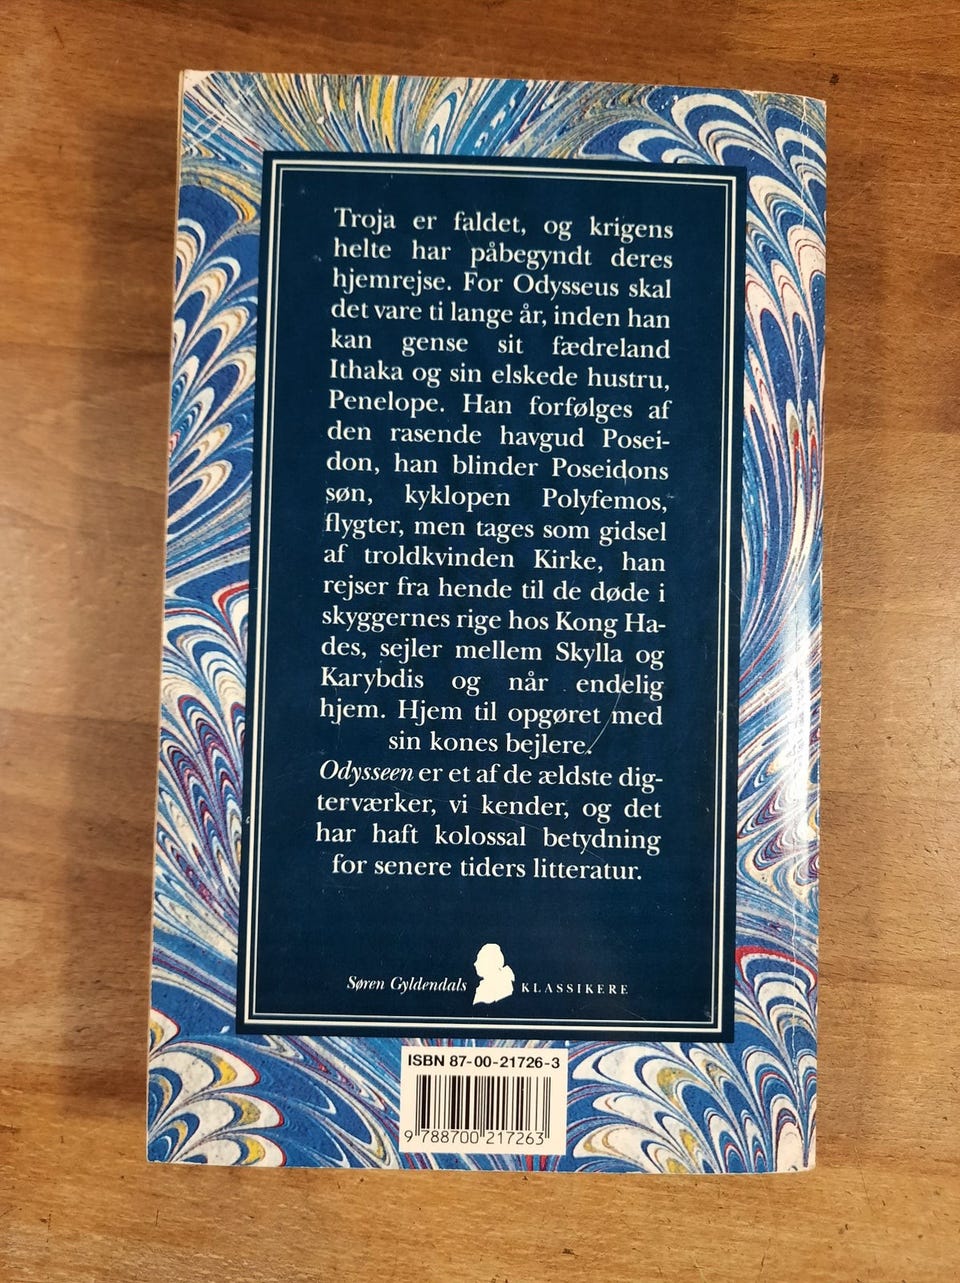 Troja er faldet, og krigens
helte har påbegyndt deres
hjemrejse. For Odysseus skal
det vare ti lange år, inden han
kan gense sit fædreland
Ithaka og sin elskede hustru,
Penelope. Han forfølges af
den rasende havgud Posei-
don, han blinder Poseidons
søn, kyklopen Polyfemos,
flygter, men tages som gidsel
af troldkvinden Kirke, han
rejser fra hende til de døde i
skyggernes rige hos Kong Ha-
des, sejler mellem Skylla og
Karybdis og når endelig
hjem. Hjem til opgøret med
sin kones bejlere.
Odysseen er et af de ældste dig-
terværker, vi kender, og det
har haft kolossal betydning
for senere tiders litteratur.
Søren Gyldendals KLASSIKERE
ISBN 87-00-21726-3
9 788700 217263